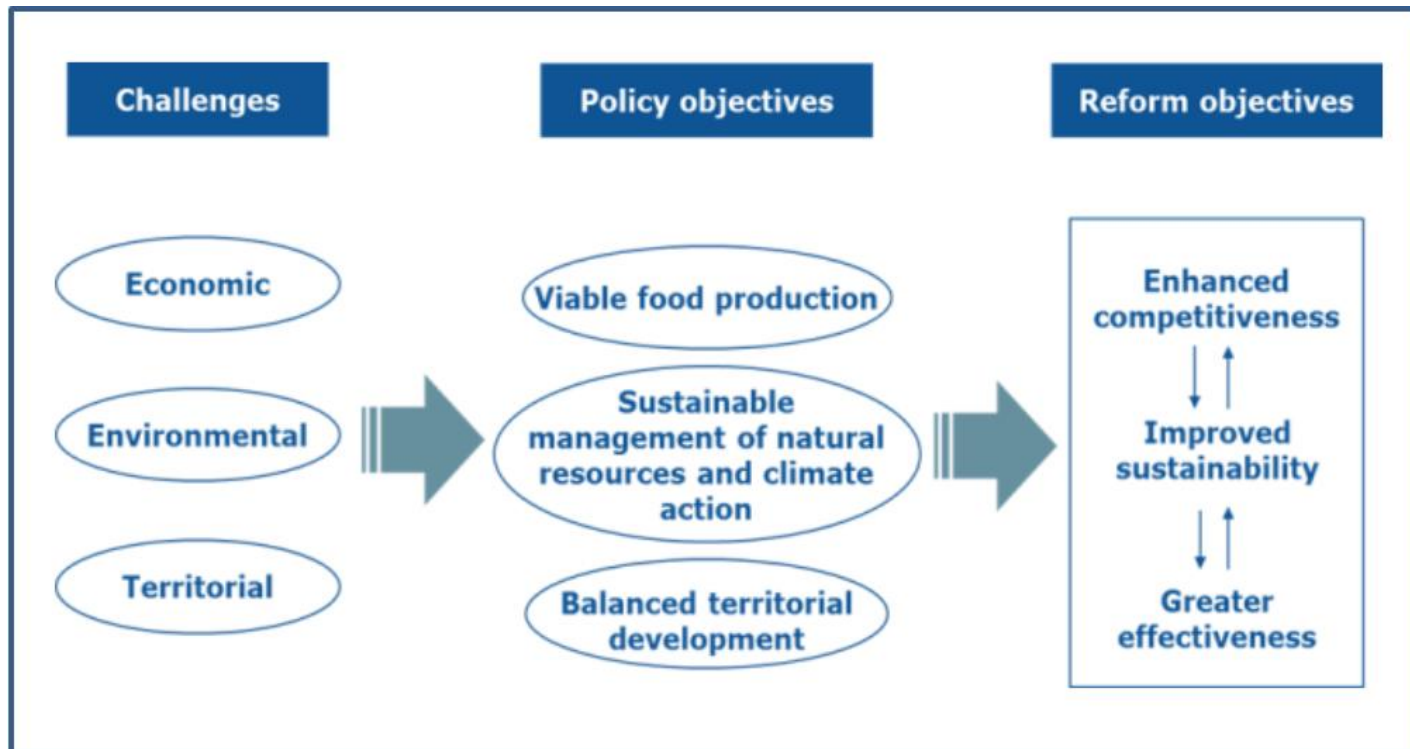 Challenges
Policy objectives
Reform objectives
Economic
Environmental
Territorial
Viable food production
Sustainable
management of natural
resources and climate
action
Balanced territorial
development
Enhanced
competitiveness
Improved
sustainability
Greater
effectiveness